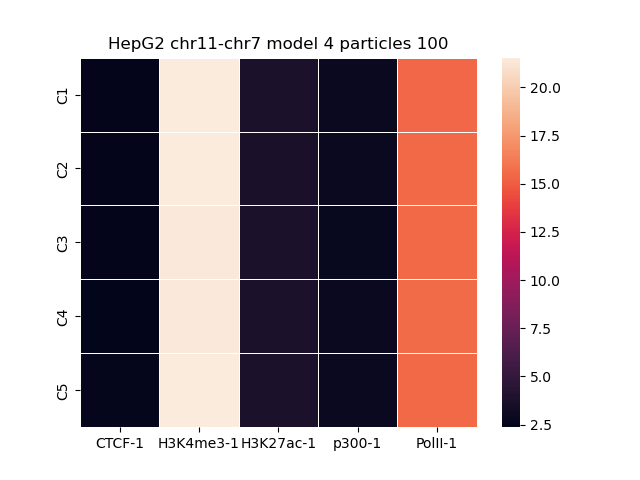 HepG2 chr11-chr7 model 4 particles 100
C1
C2
C3
C4
C5
CTCF-1 H3K4me3-1 H3K27ac-1 p300-1 PolII-1
20.0
17.5
15.0
12.5
10.0
7.5
5.0
2.5